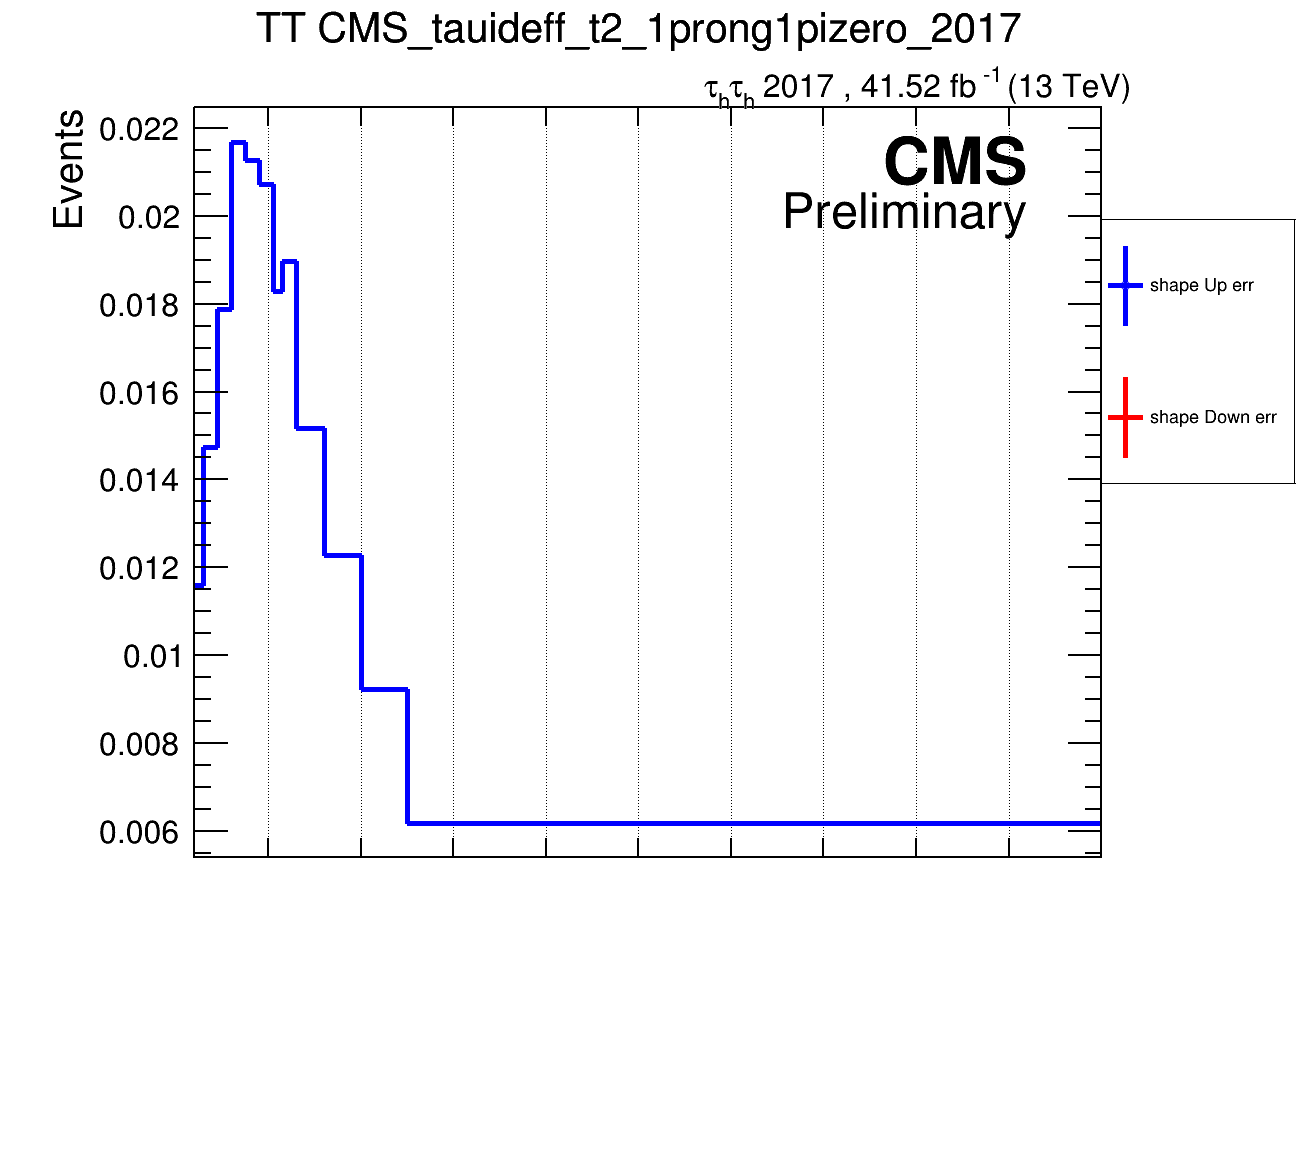 TT CMS_tauideff_t2_1prong1pizero_2017
τhτh 2017 , 41.52 fb -1 (13 TeV)
Events
CMS
Preliminary
0.022
0.02
0.018
0.016
0.014
0.012
0.01
0.008
0.006
shape Up err
shape Down err